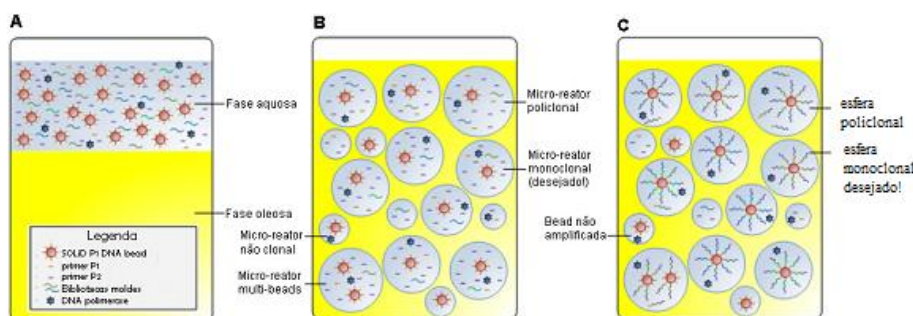 A
Fase aquosa
Fase oleosa
Legenda
SOLiD P1 DNA bead
primer P1
primer P2
Bibliotecas moldes
DNA polimerase
B
Micro-reator
policlonal
Micro-reator
monoclonal
(desejado!)
Micro-reator
não clonal
Micro-reator
multi-beads
C
esfera
policlonal
esfera
monoclonal
desejado!
Bead não
amplificada